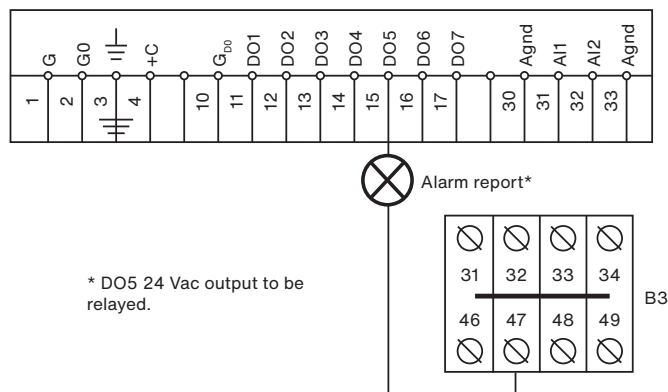 G G0 +C G D0 DO1 DO2 DO3 DO4 DO5 DO6 DO7 Agnd AI1 AI2 Agnd
1 2 3 4 10 11 12 13 14 15 16 17 30 31 32 33
Alarm report*
* DO5 24 Vac output to be
relayed.
31 32 33 34
B3
46 47 48 49